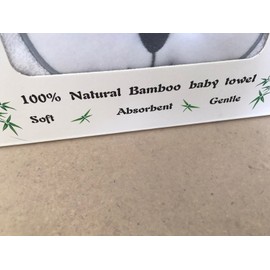 100% Natural Bamboo baby towel
Soft Absorbent Gentle